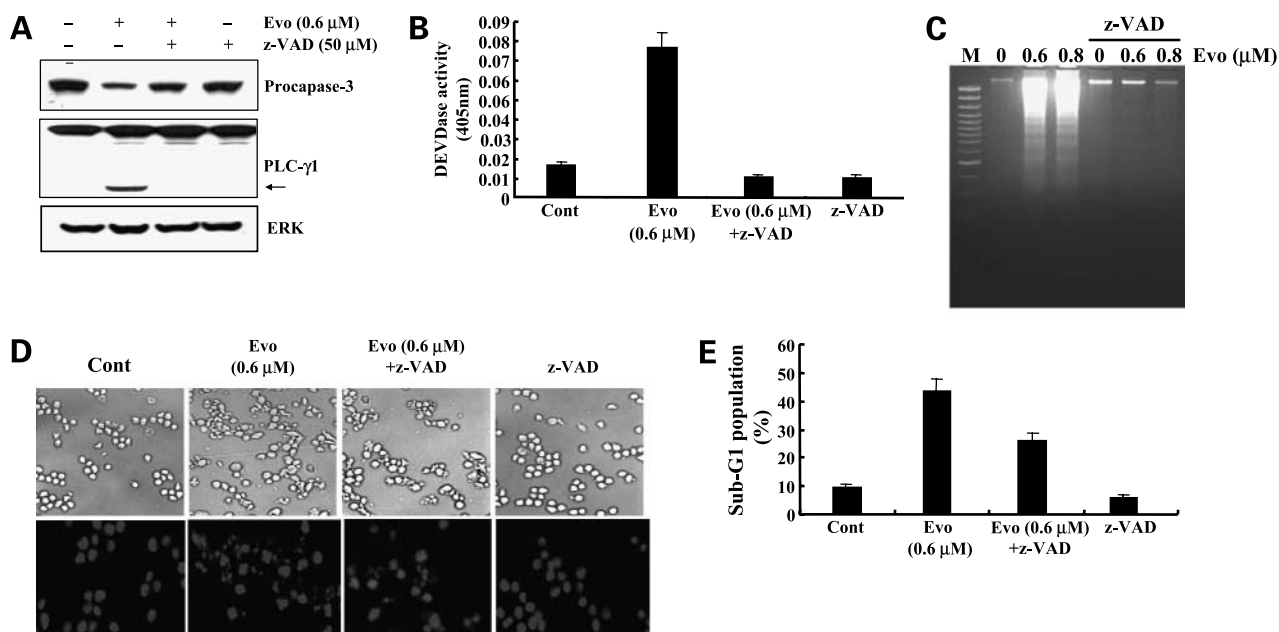 A
– + + – Evo (0.6 μM)
– – + + z-VAD (50 μM)
–
Procapase-3
PLC-γ1
←
ERK
B
DEVDase activity
(405nm)
0.09
0.08
0.07
0.06
0.05
0.04
0.03
0.02
0.01
0
Cont
Evo
(0.6 μM)
Evo (0.6 μM)
+z-VAD
z-VAD
C
z-VAD
M 0 0.6 0.8 0 0.6 0.8 Evo (μM)
D
Cont
Evo
(0.6 μM)
Evo (0.6 μM)
+z-VAD
z-VAD
E
Sub-G1 population
(%)
60
50
40
30
20
10
0
Cont
Evo
(0.6 μM)
Evo (0.6 μM)
+z-VAD
z-VAD